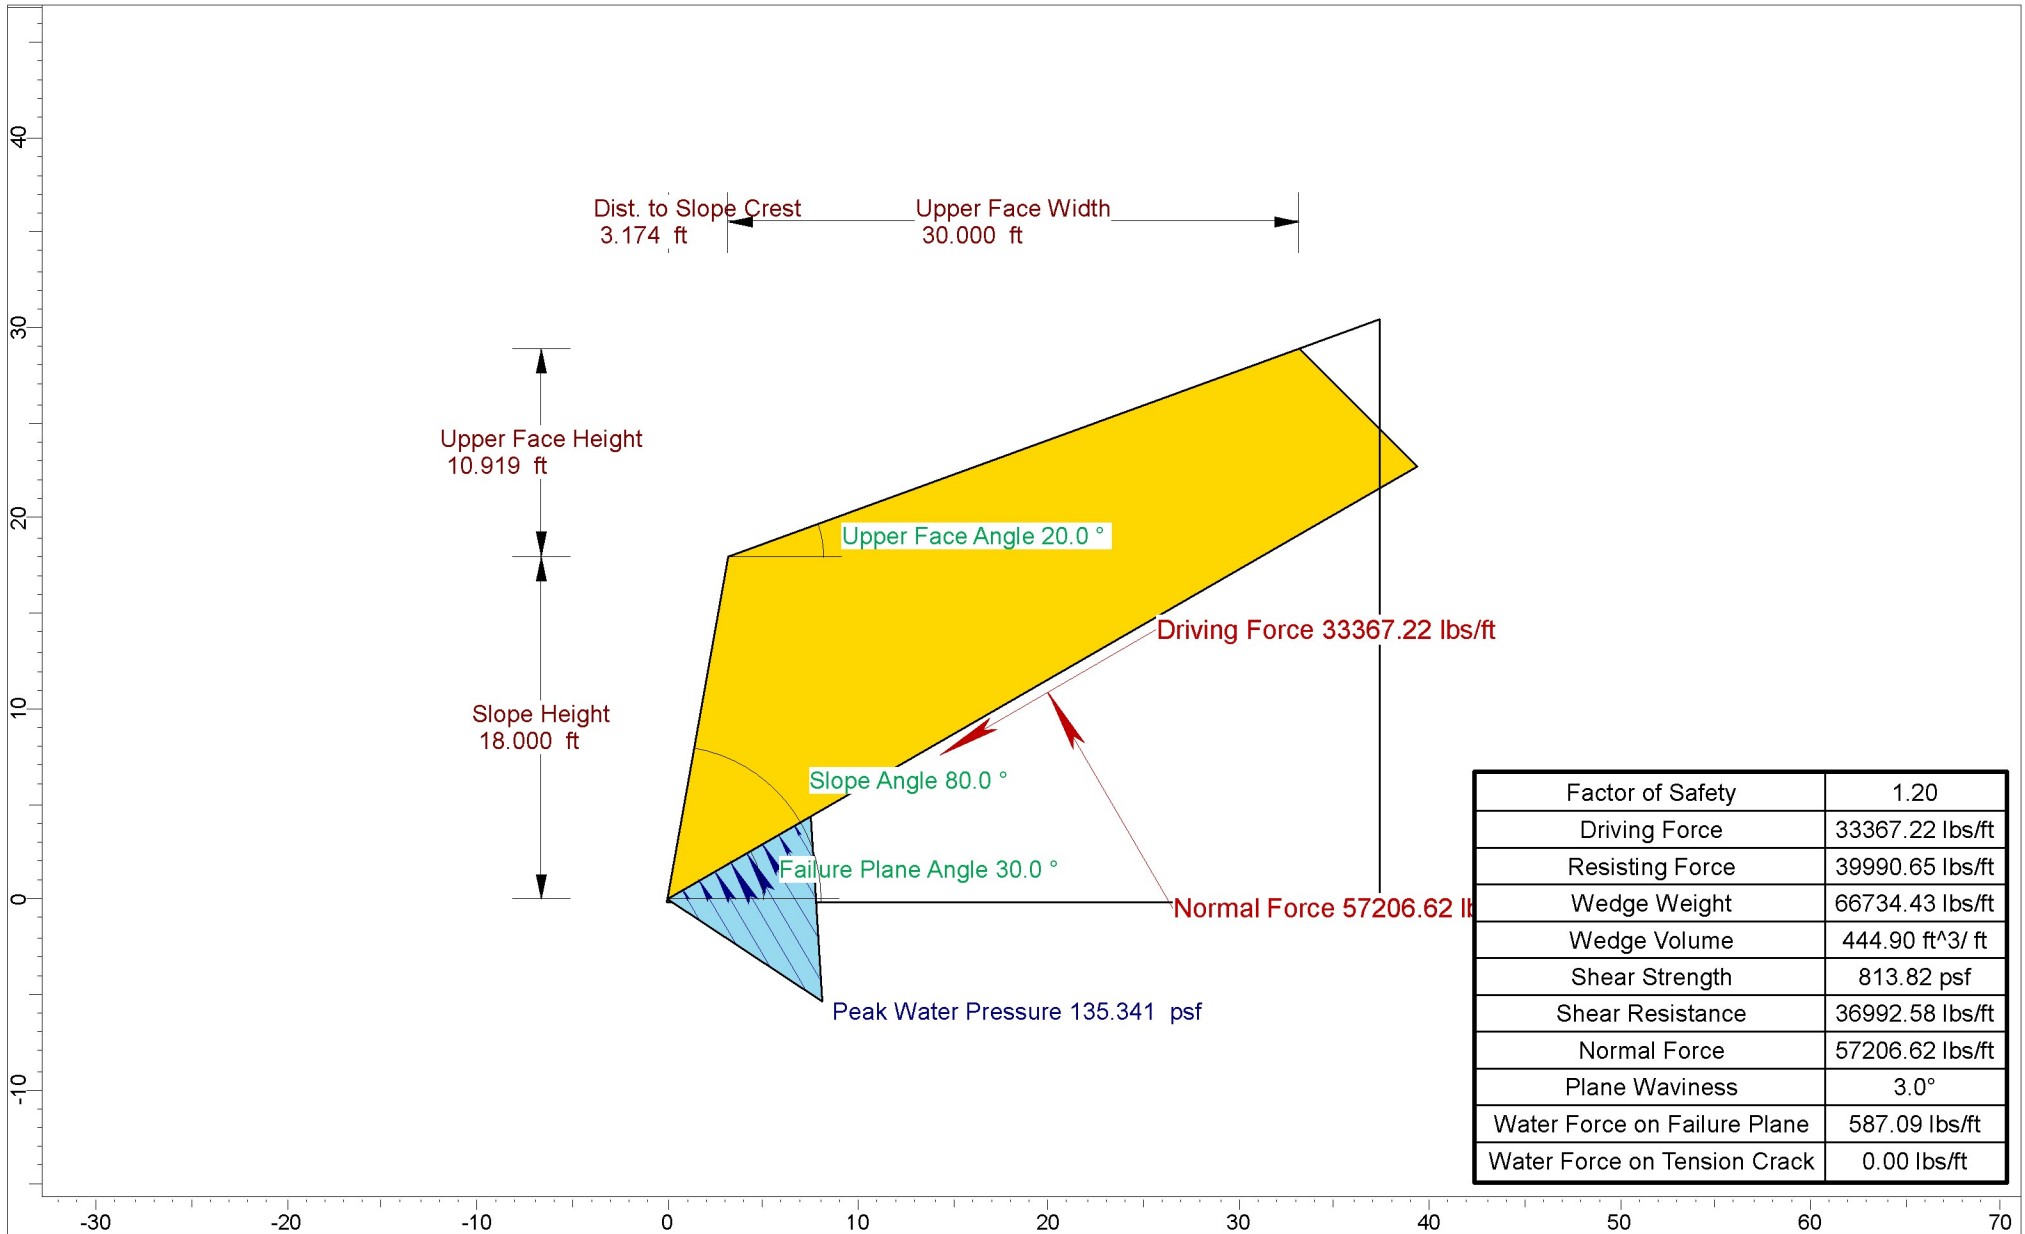 40
30
20
10
0
-10
-30
-20
-10
0
10
20
30
40
50
60
70
Dist. to Slope Crest
3.174 ft
Upper Face Width
30.000 ft
Upper Face Height
10.919 ft
Upper Face Angle 20.0 °
Driving Force 33367.22 lbs/ft
Slope Height
18.000 ft
Slope Angle 80.0 °
Failure Plane Angle 30.0 °
Normal Force 57206.62 lb
Peak Water Pressure 135.341 psf
Factor of Safety 1.20
Driving Force 33367.22 lbs/ft
Resisting Force 39990.65 lbs/ft
Wedge Weight 66734.43 lbs/ft
Wedge Volume 444.90 ft^3/ ft
Shear Strength 813.82 psf
Shear Resistance 36992.58 lbs/ft
Normal Force 57206.62 lbs/ft
Plane Waviness 3.0°
Water Force on Failure Plane 587.09 lbs/ft
Water Force on Tension Crack 0.00 lbs/ft